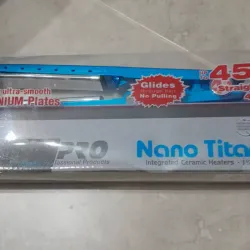 ultra-smooth
NIUM-Plates
Glides
No Pulling
45
Straig
PRO
Nano Tita
Integrated Ceramic Heaters